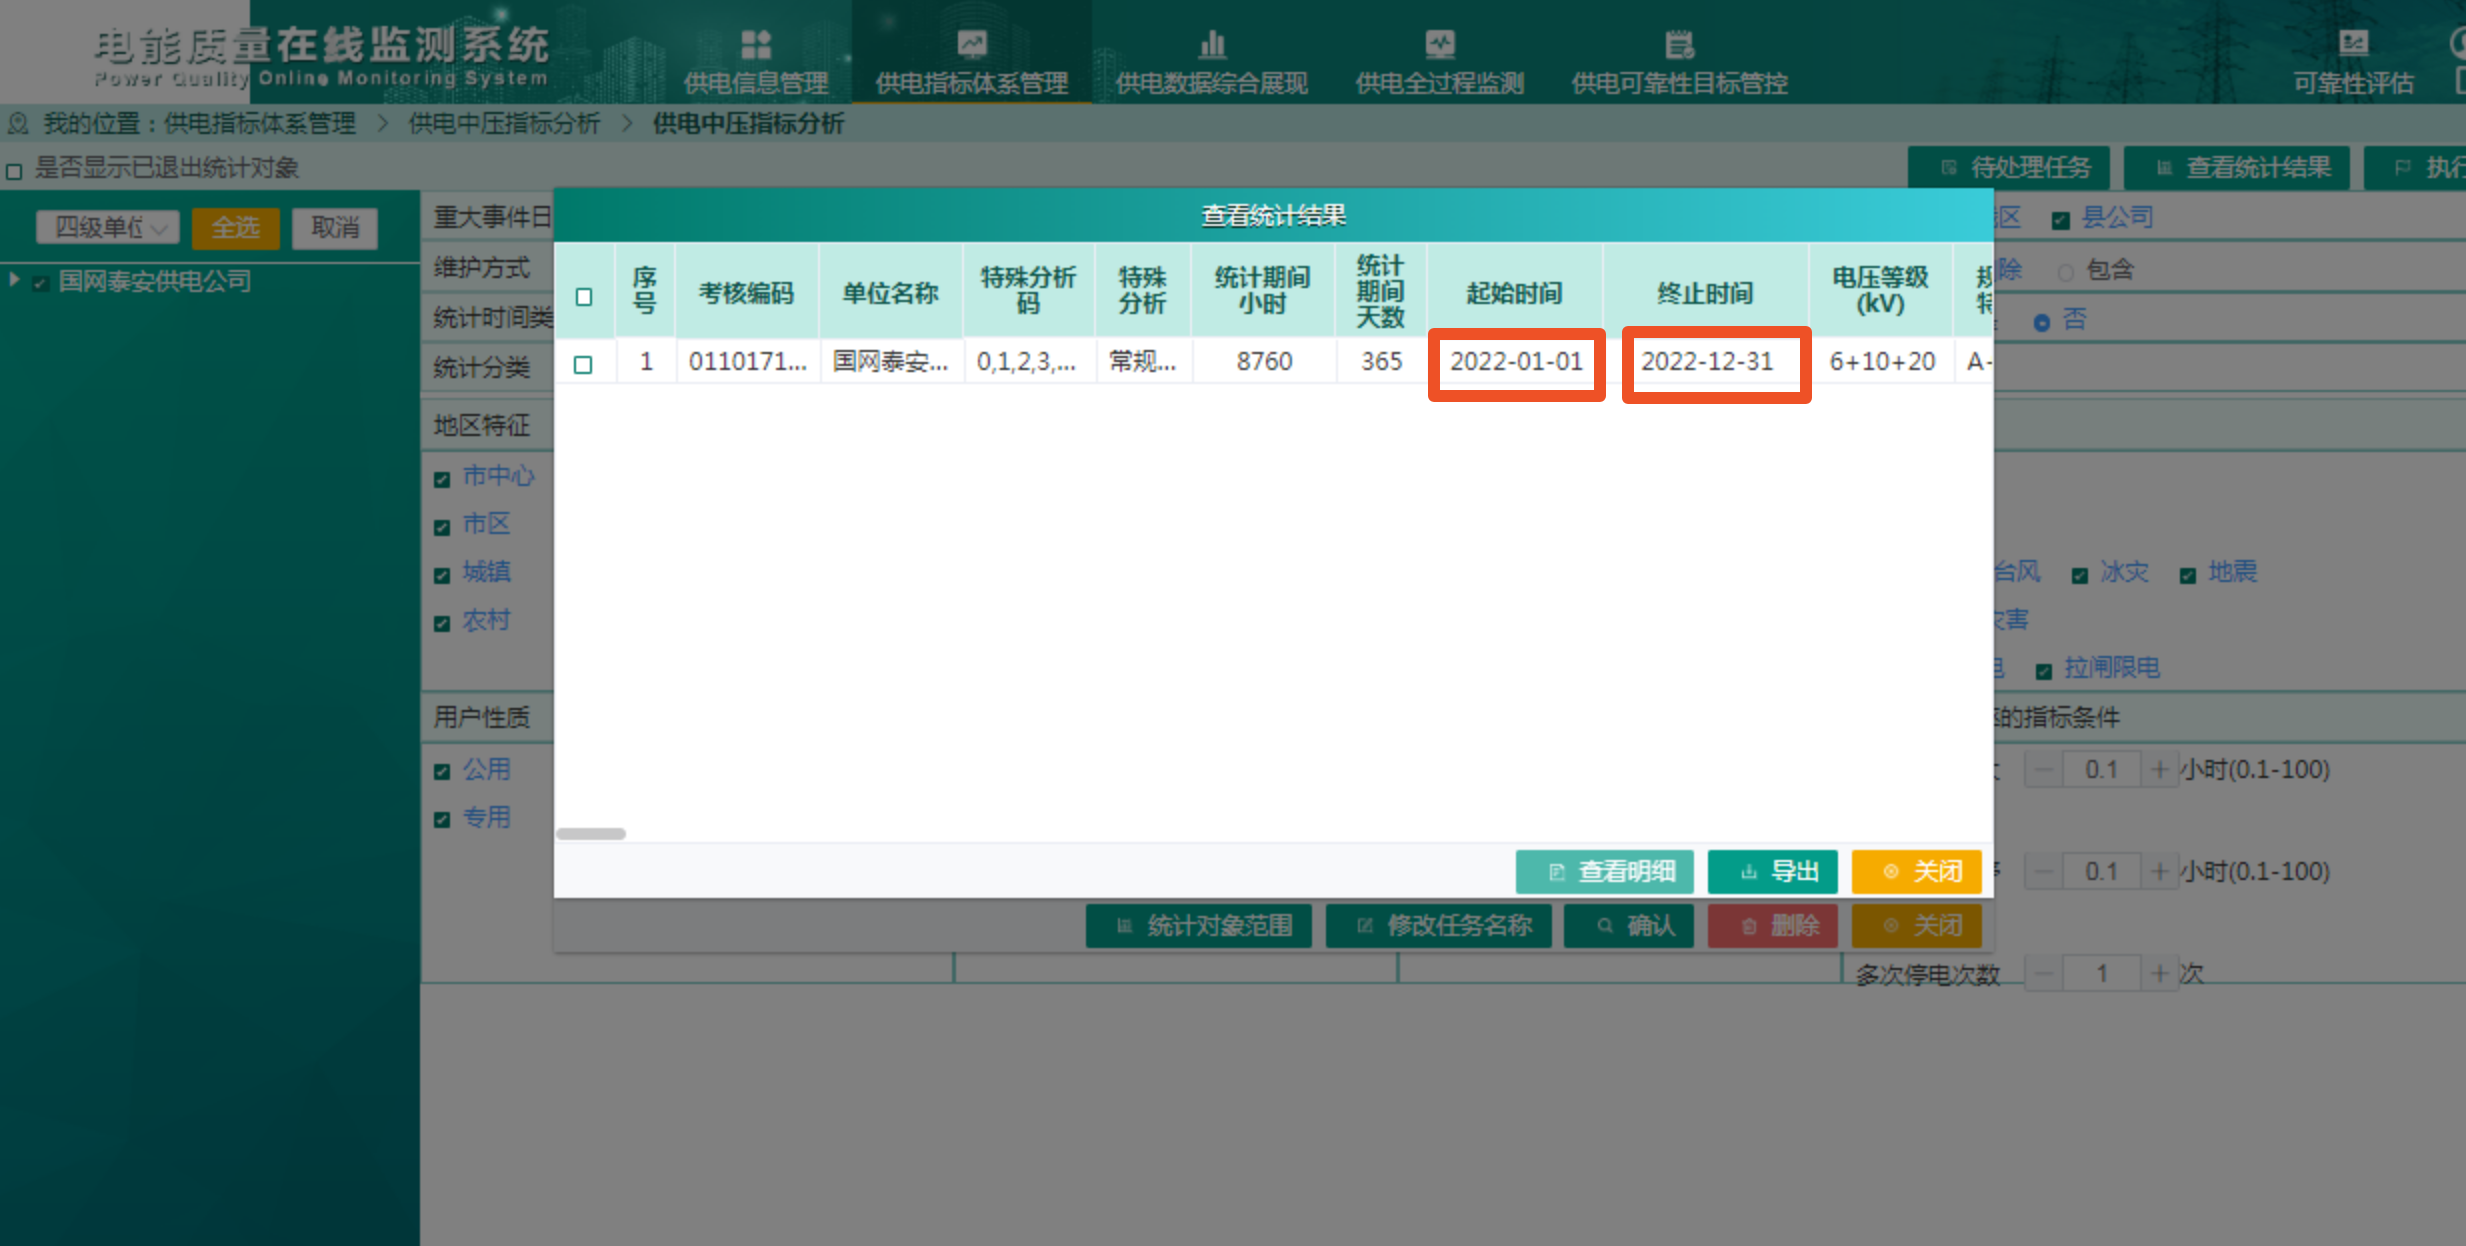 电能质量在线监测系统
Power Quality Online Monitoring System
供电信息管理
供电指标体系管理
供电数据综合展现
供电全过程监测
供电可靠性目标管控
可靠性评估
我的位置：供电指标体系管理 > 供电中压指标分析 > 供电中压指标分析
是否显示已退出统计对象
待处理任务
查看统计结果
执行
四级单位
全选
取消
国网泰安供电公司
重大事件日
维护方式
统计时间类
统计分类
地区特征
市中心
市区
城镇
农村
用户性质
公用
专用
查看统计结果
序号 考核编码 单位名称 特殊分析码 特殊分析 统计期间小时 统计期间天数 起始时间 终止时间 电压等级(kV)
1 0110171... 国网泰安... 0,1,2,3,... 常规... 8760 365 2022-01-01 2022-12-31 6+10+20 A-
查看明细 导出 关闭
统计对象范围 修改任务名称 确认 删除 关闭
区 县公司
除 包含
否
台风 冰灾 地震
灾害
电 拉闸限电
的指标条件
0.1 小时(0.1-100)
0.1 小时(0.1-100)
多次停电次数 1 次